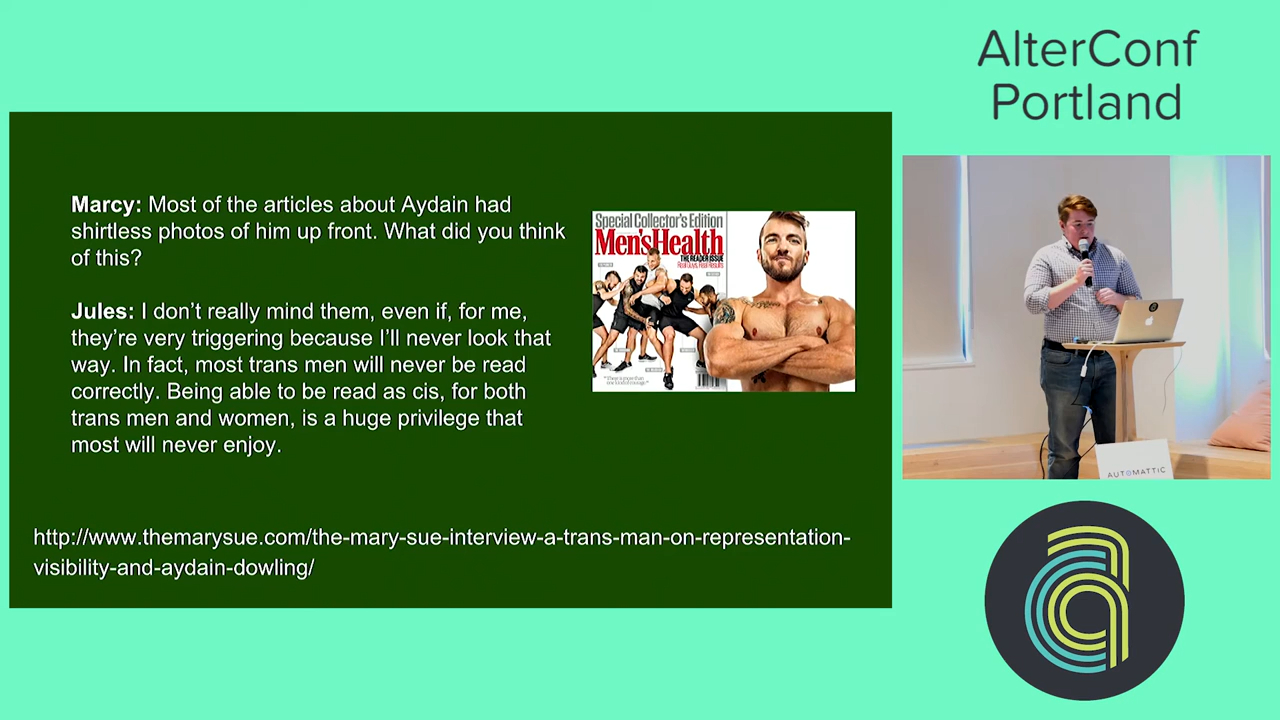 AlterConf
Portland
Marcy: Most of the articles about Aydain had
shirtless photos of him up front. What did you think
of this?
Jules: I don't really mind them, even if, for me,
they're very triggering because I'll never look that
way. In fact, most trans men will never be read
correctly. Being able to be read as cis, for both
trans men and women, is a huge privilege that
most will never enjoy.
Special Collector's Edition
Men'sHealth
THE READER ISSUE
Real Guys. Real Results
http://www.themarysue.com/the-mary-sue-interview-a-trans-man-on-representation-
visibility-and-aydain-dowling/
AUTOMATTIC